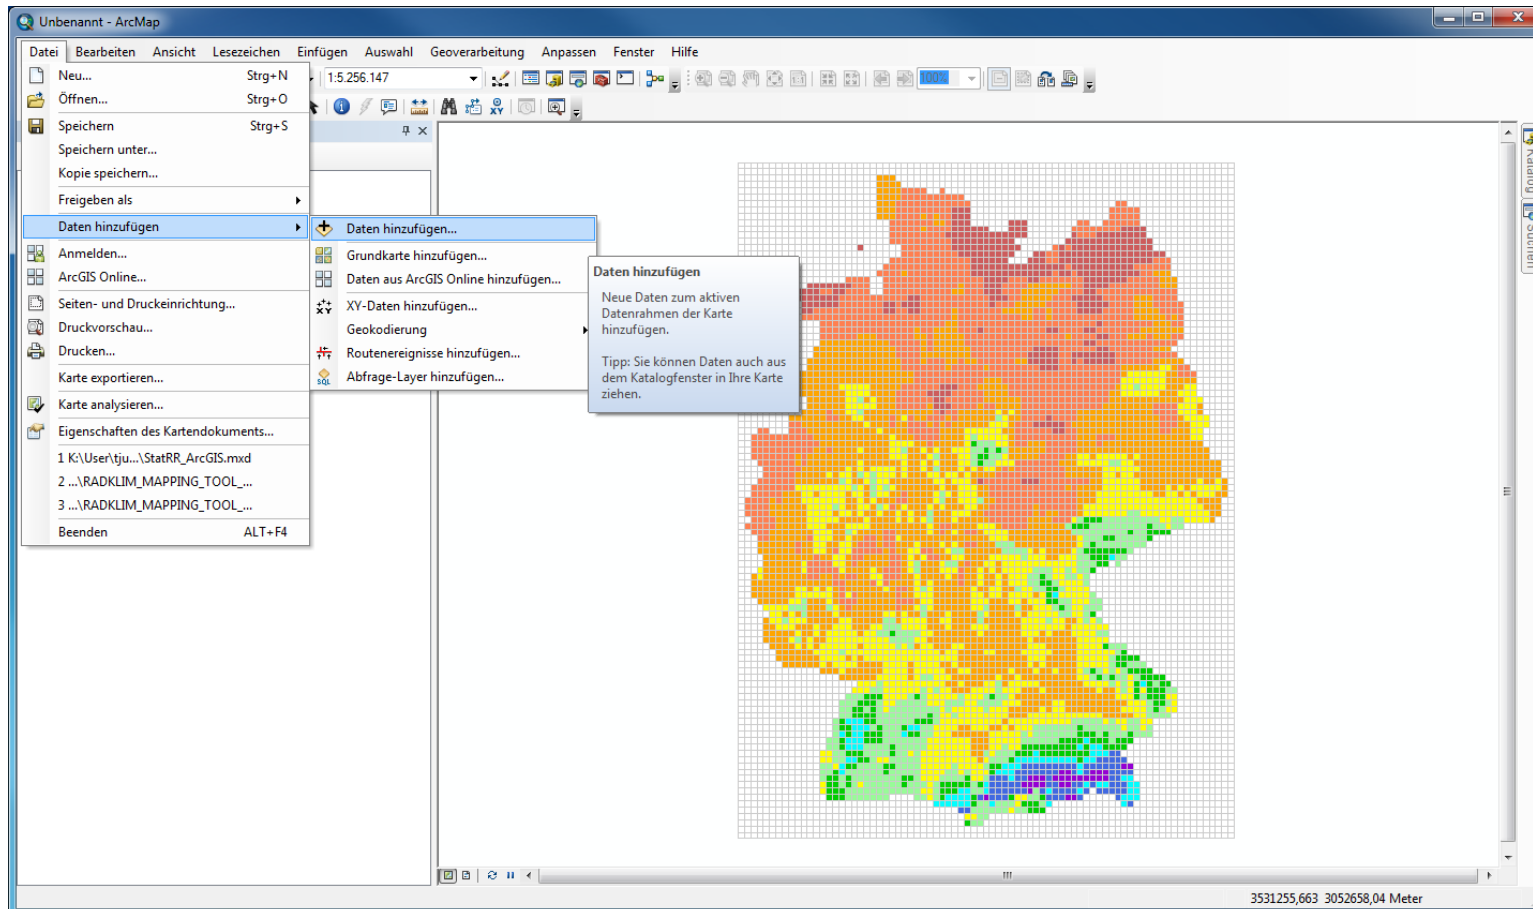 Unbenannt - ArcMap
Datei Bearbeiten Ansicht Lesezeichen Einfügen Auswahl Geoverarbeitung Anpassen Fenster Hilfe
1:5.256.147
100%
Neu... Strg+N
Öffnen... Strg+O
Speichern Strg+S
Speichern unter...
Kopie speichern...
Freigeben als
Daten hinzufügen
Anmelden...
ArcGIS Online...
Seiten- und Druckeinrichtung...
Druckvorschau...
Drucken...
Karte exportieren...
Karte analysieren...
Eigenschaften des Kartendokuments...
1 K:\User\tju...\StatRR_ArcGIS.mxd
2 ...\RADKLIM_MAPPING_TOOL_...
3 ...\RADKLIM_MAPPING_TOOL_...
Beenden ALT+F4
Daten hinzufügen...
Grundkarte hinzufügen...
Daten aus ArcGIS Online hinzufügen...
XY-Daten hinzufügen...
Geokodierung
Routenereignisse hinzufügen...
SQL Abfrage-Layer hinzufügen...
Daten hinzufügen
Neue Daten zum aktiven
Datenrahmen der Karte
hinzufügen.
Tipp: Sie können Daten auch aus
dem Katalogfenster in Ihre Karte
ziehen.
Katalog
Suchen
3531255,663 3052658,04 Meter